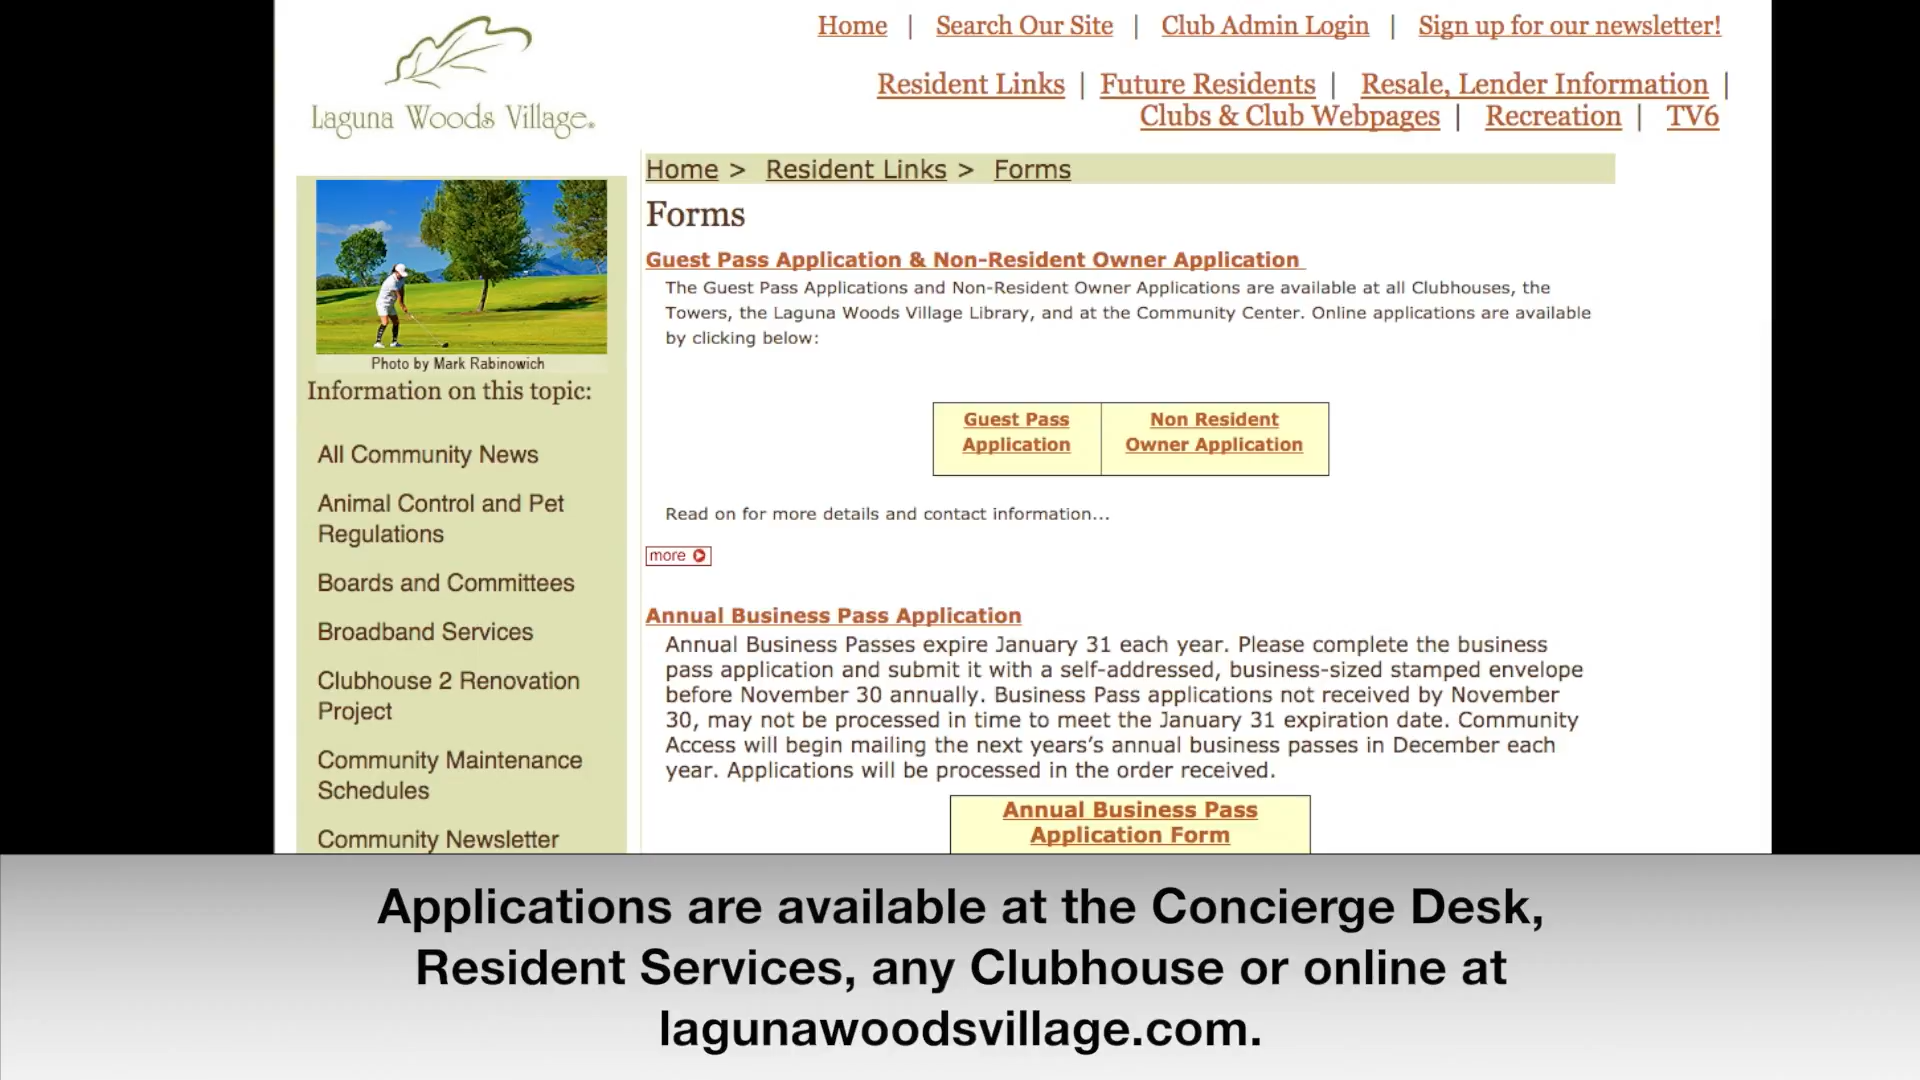 Laguna Woods Village®
Home | Search Our Site | Club Admin Login | Sign up for our newsletter!
Resident Links | Future Residents | Resale, Lender Information |
Clubs & Club Webpages | Recreation | TV6
Photo by Mark Rabinowich
Information on this topic:
All Community News
Animal Control and Pet
Regulations
Boards and Committees
Broadband Services
Clubhouse 2 Renovation
Project
Community Maintenance
Schedules
Community Newsletter
Home > Resident Links > Forms
Forms
Guest Pass Application & Non-Resident Owner Application
The Guest Pass Applications and Non-Resident Owner Applications are available at all Clubhouses, the
Towers, the Laguna Woods Village Library, and at the Community Center. Online applications are available
by clicking below:
Guest Pass
Application
Non Resident
Owner Application
Read on for more details and contact information...
more
Annual Business Pass Application
Annual Business Passes expire January 31 each year. Please complete the business
pass application and submit it with a self-addressed, business-sized stamped envelope
before November 30 annually. Business Pass applications not received by November
30, may not be processed in time to meet the January 31 expiration date. Community
Access will begin mailing the next years’s annual business passes in December each
year. Applications will be processed in the order received.
Annual Business Pass
Application Form
Applications are available at the Concierge Desk,
Resident Services, any Clubhouse or online at
lagunawoodsvillage.com.